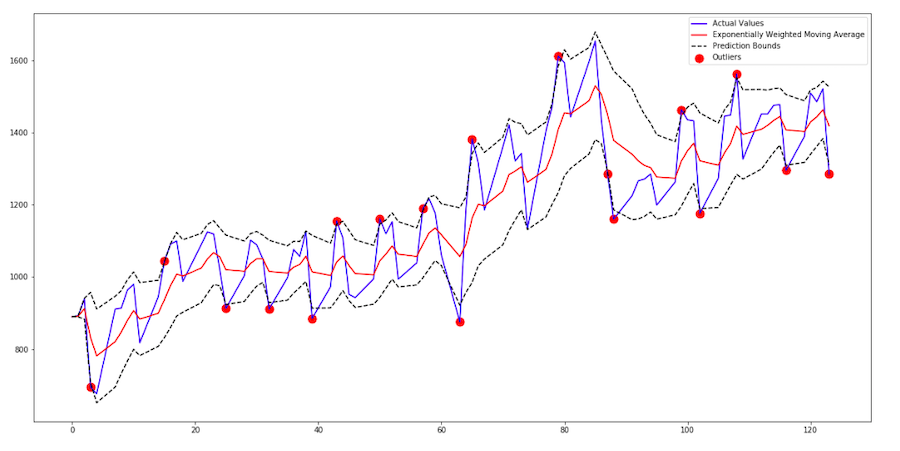 Actual Values
Exponentially Weighted Moving Average
Prediction Bounds
Outliers
1600
1400
1200
1000
800
0 20 40 60 80 100 120